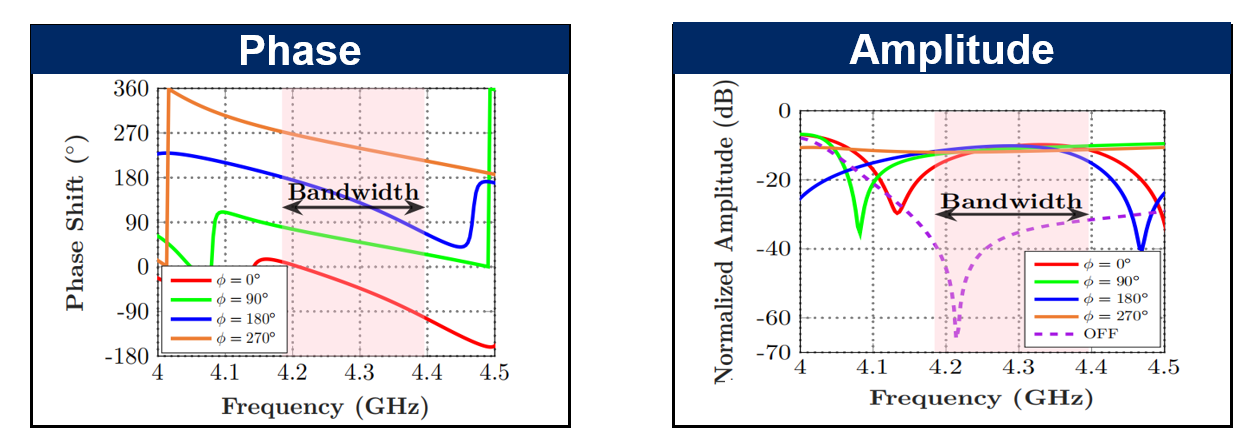 Phase
360
270
180
90
0
-90
-180
Phase Shift (°)
Bandwidth
ϕ = 0°
ϕ = 90°
ϕ = 180°
ϕ = 270°
4 4.1 4.2 4.3 4.4 4.5
Frequency (GHz)
Amplitude
0
-20
-40
-60
-70
Normalized Amplitude (dB)
Bandwidth
ϕ = 0°
ϕ = 90°
ϕ = 180°
ϕ = 270°
OFF
4 4.1 4.2 4.3 4.4 4.5
Frequency (GHz)